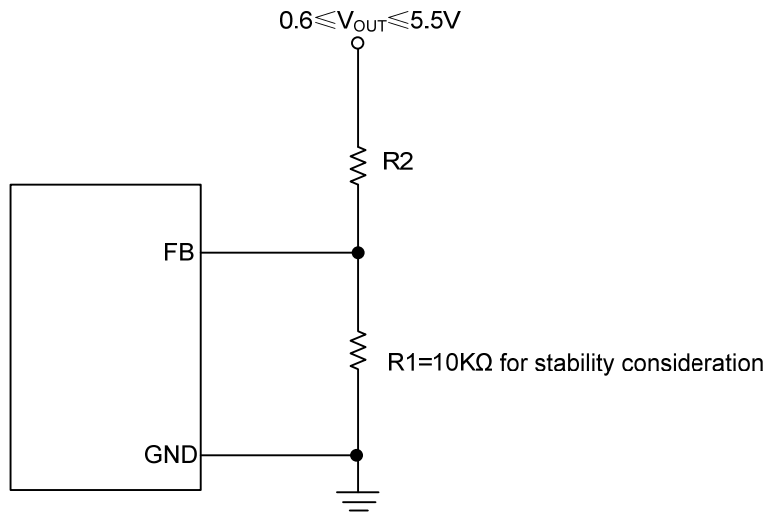 0.6≤V_OUT≤5.5V
R2
FB
R1=10KΩ for stability consideration
GND